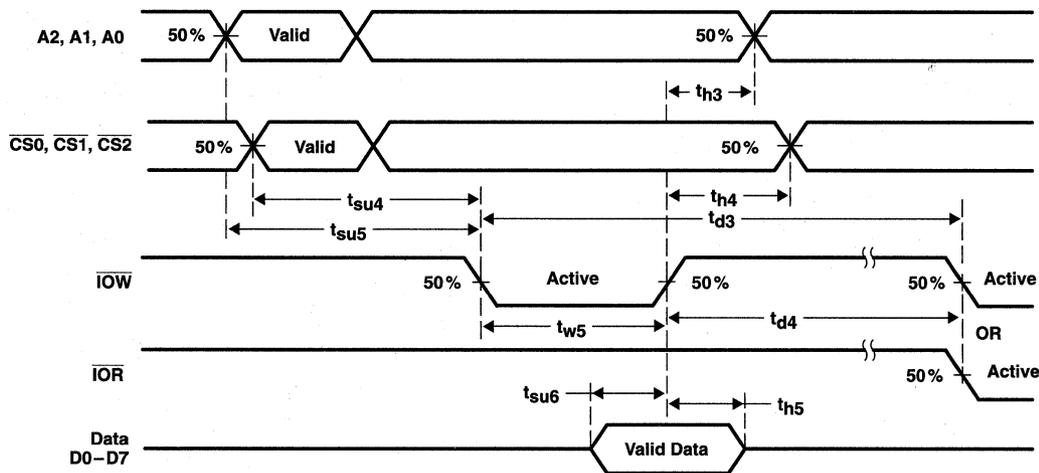 A2, A1, A0
50%
Valid
50%
th3
CS0, CS1, CS2
50%
Valid
50%
tsu4
th4
td3
tsu5
IOW
50%
Active
50%
50%
Active
tw5
td4
OR
IOR
50%
Active
tsu6
th5
Data
D0–D7
Valid Data